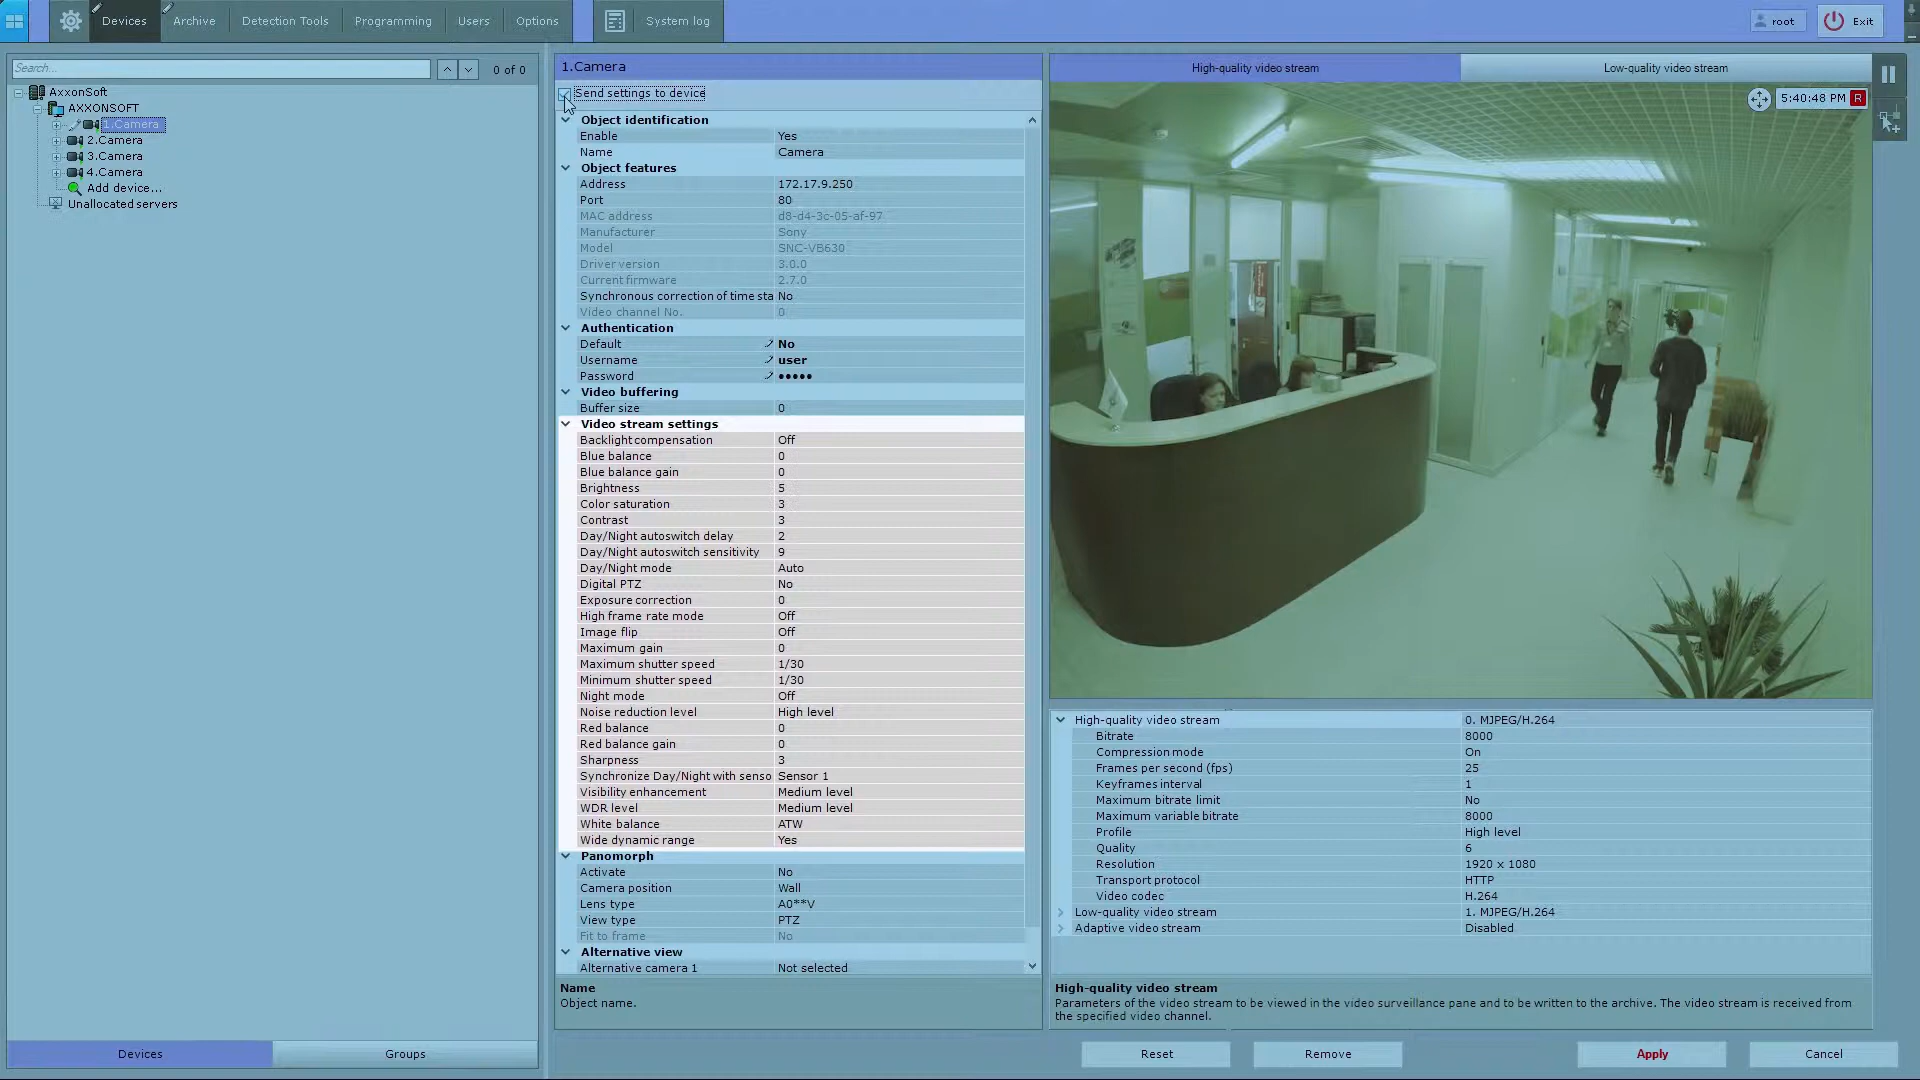 Devices
Archive
Detection Tools
Programming
Users
Options
System log
root
Exit
Search...
0 of 0
AxxonSoft
AXXONSOFT
1.Camera
2.Camera
3.Camera
4.Camera
Add device...
Unallocated servers
Devices
Groups
1.Camera
Send settings to device
Object identification
Enable Yes
Name Camera
Object features
Address 172.17.9.250
Port 80
MAC address d8-d4-3c-05-af-97
Manufacturer Sony
Model SNC-VB630
Driver version 3.0.0
Current firmware 2.7.0
Synchronous correction of time sta No
Video channel No. 0
Authentication
Default No
Username user
Password •••••
Video buffering
Buffer size 0
Video stream settings
Backlight compensation Off
Blue balance 0
Blue balance gain 0
Brightness 5
Color saturation 3
Contrast 3
Day/Night autoswitch delay 2
Day/Night autoswitch sensitivity 9
Day/Night mode Auto
Digital PTZ No
Exposure correction 0
High frame rate mode Off
Image flip Off
Maximum gain 0
Maximum shutter speed 1/30
Minimum shutter speed 1/30
Night mode Off
Noise reduction level High level
Red balance 0
Red balance gain 0
Sharpness 3
Synchronize Day/Night with senso Sensor 1
Visibility enhancement Medium level
WDR level Medium level
White balance ATW
Wide dynamic range Yes
Panomorph
Activate No
Camera position Wall
Lens type A0**V
View type PTZ
Fit to frame No
Alternative view
Alternative camera 1 Not selected
Name
Object name.
High-quality video stream
Low-quality video stream
5:40:48 PM R
High-quality video stream 0. MJPEG/H.264
Bitrate 8000
Compression mode On
Frames per second (fps) 25
Keyframes interval 1
Maximum bitrate limit No
Maximum variable bitrate 8000
Profile High level
Quality 6
Resolution 1920 x 1080
Transport protocol HTTP
Video codec H.264
Low-quality video stream 1. MJPEG/H.264
Adaptive video stream Disabled
High-quality video stream
Parameters of the video stream to be viewed in the video surveillance pane and to be written to the archive. The video stream is received from
the specified video channel.
Reset
Remove
Apply
Cancel